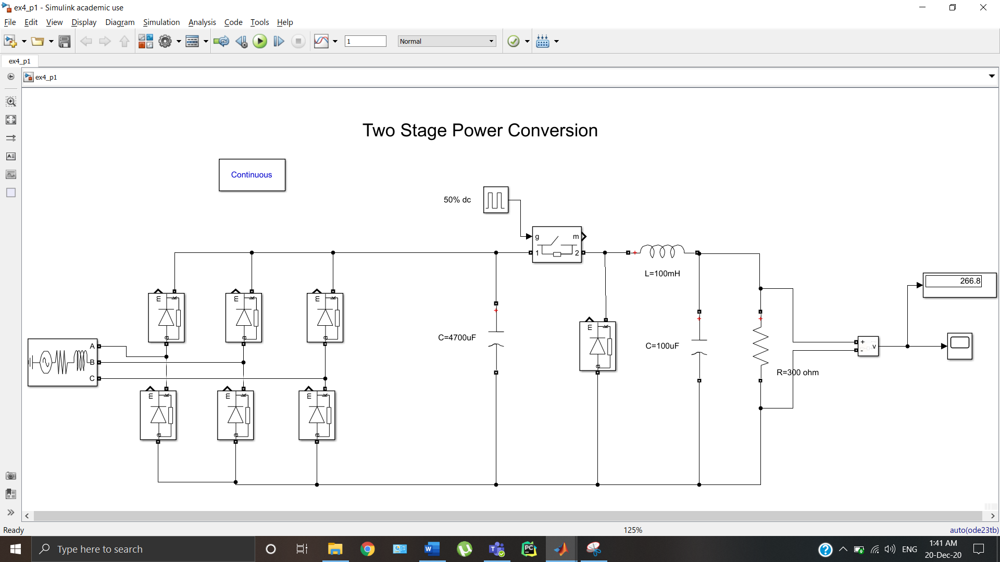 ex4_p1 - Simulink academic use
File Edit View Display Diagram Simulation Analysis Code Tools Help
1 Normal
ex4_p1
ex4_p1
Two Stage Power Conversion
Continuous
50% dc
g m
1 2
L=100mH
266.8
m k m k m k
m k
C=4700uF
C=100uF
a a a
A
B
C
+ v
-
a
R=300 ohm
m k m k m k
a a a
Ready 125% auto(ode23tb)
Type here to search
ENG
1:41 AM
20-Dec-20